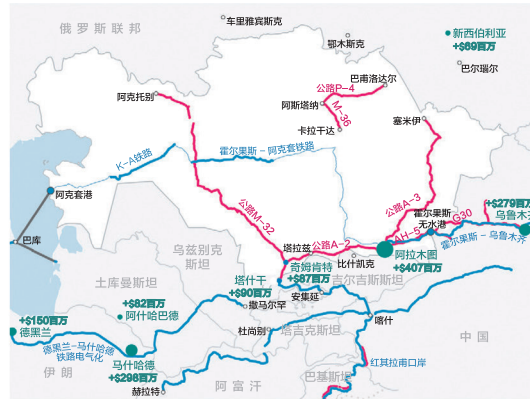 车里雅宾斯克
俄罗斯联邦
鄂木斯克
新西伯利亚
+$69百万
巴尔瑙尔
巴甫洛达尔
公路P-4
阿克托别
阿斯塔纳
M-36
卡拉干达
塞米伊
K-A铁路
霍尔果斯-阿克套铁路
阿克套港
公路M-32
公路A-3
霍尔果斯
无水港
G30
+$279百万
乌鲁木齐
AH-5
霍尔果斯-乌鲁木齐
巴库
乌兹别克
斯坦
塔拉兹
公路A-2
比什凯克
阿拉木图
+$407百万
奇姆肯特
+$87百万
吉尔吉斯斯坦
土库曼斯坦
塔什干
+$90百万
安集延
+$82百万
阿什哈巴德
撒马尔罕
+$150百万
德黑兰
杜尚别
塔吉克斯坦
喀什
中国
德黑兰-马什哈德
铁路电气化
马什哈德
+$298百万
伊朗
赫拉特
阿富汗
巴基斯坦
红其拉甫口岸